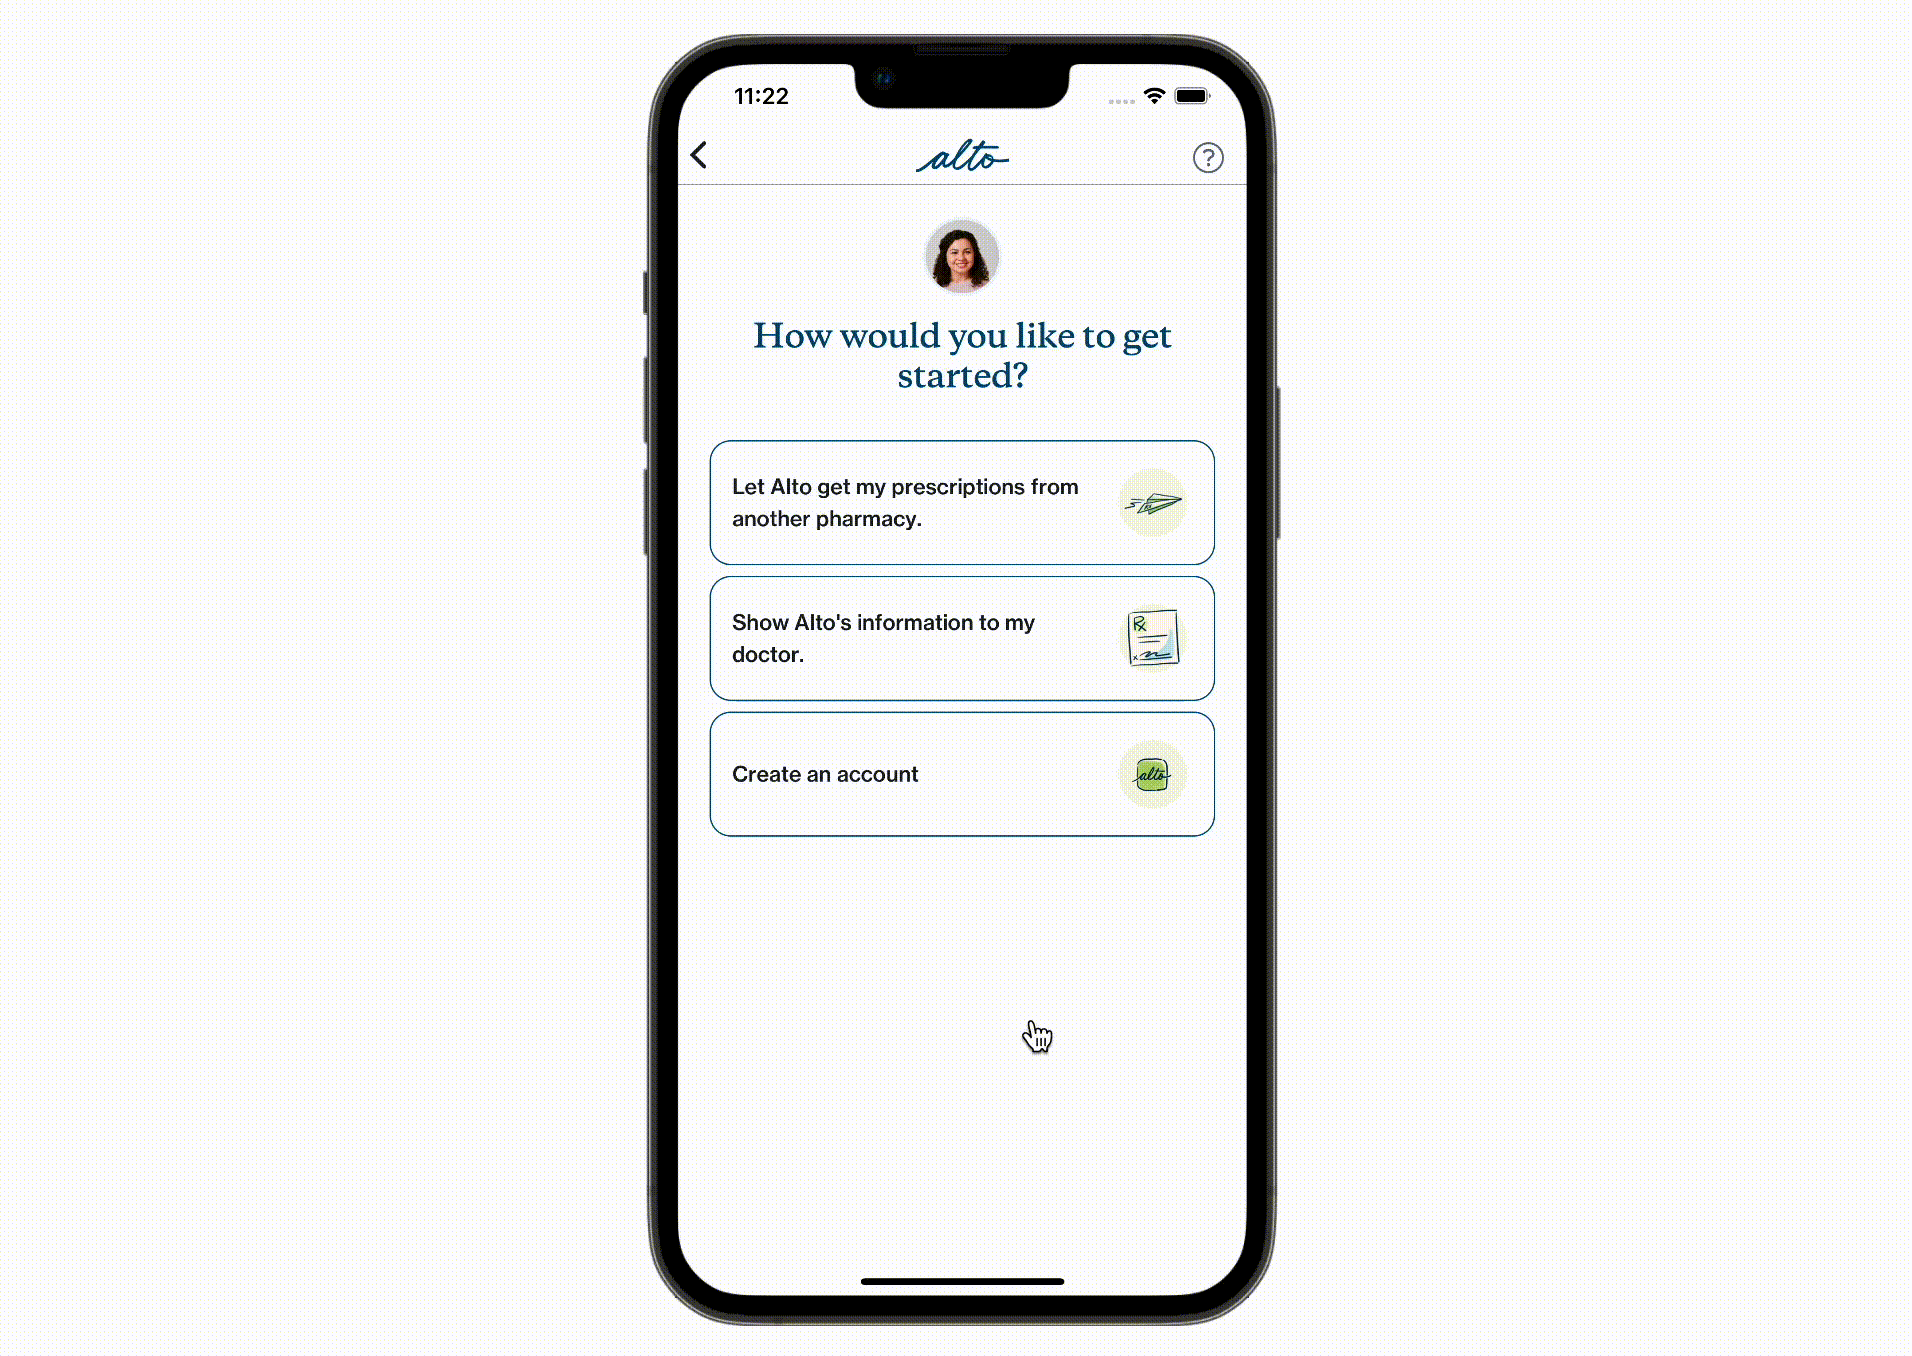 11:22
alto
?
How would you like to get
started?
Let Alto get my prescriptions from
another pharmacy.
Show Alto's information to my
doctor.
Rx
x
Create an account
alto